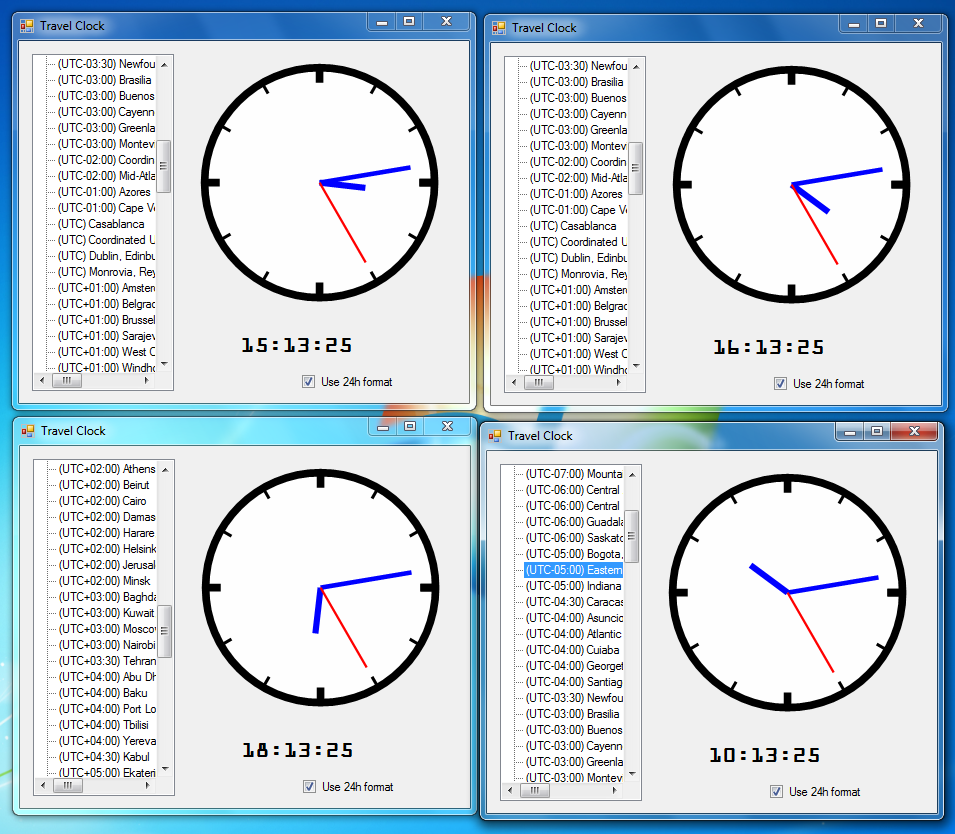 Travel Clock
(UTC-03:30) Newfou
(UTC-03:00) Brasilia
(UTC-03:00) Buenos
(UTC-03:00) Cayenn
(UTC-03:00) Greenla
(UTC-03:00) Montev
(UTC-02:00) Coordin
(UTC-02:00) Mid-Atla
(UTC-01:00) Azores
(UTC-01:00) Cape Ve
(UTC) Casablanca
(UTC) Coordinated U
(UTC) Dublin, Edinbu
(UTC) Monrovia, Rey
(UTC+01:00) Amster
(UTC+01:00) Belgrad
(UTC+01:00) Brussel
(UTC+01:00) Sarajev
(UTC+01:00) West C
(UTC+01:00) Windho
15:13:25
Use 24h format
Travel Clock
(UTC-03:30) Newfou
(UTC-03:00) Brasilia
(UTC-03:00) Buenos
(UTC-03:00) Cayenn
(UTC-03:00) Greenla
(UTC-03:00) Montev
(UTC-02:00) Coordin
(UTC-02:00) Mid-Atla
(UTC-01:00) Azores
(UTC-01:00) Cape Ve
(UTC) Casablanca
(UTC) Coordinated U
(UTC) Dublin, Edinbu
(UTC) Monrovia, Rey
(UTC+01:00) Amster
(UTC+01:00) Belgrad
(UTC+01:00) Brussel
(UTC+01:00) Sarajev
(UTC+01:00) West C
(UTC+01:00) Windho
16:13:25
Use 24h format
Travel Clock
(UTC+02:00) Athens
(UTC+02:00) Beirut
(UTC+02:00) Cairo
(UTC+02:00) Damas
(UTC+02:00) Harare
(UTC+02:00) Helsink
(UTC+02:00) Jerusal
(UTC+02:00) Minsk
(UTC+03:00) Baghda
(UTC+03:00) Kuwait
(UTC+03:00) Moscov
(UTC+03:00) Nairobi
(UTC+03:30) Tehran
(UTC+04:00) Abu Dh
(UTC+04:00) Baku
(UTC+04:00) Port Lo
(UTC+04:00) Tbilisi
(UTC+04:00) Yereva
(UTC+04:30) Kabul
(UTC+05:00) Ekateri
18:13:25
Use 24h format
Travel Clock
(UTC-07:00) Mounta
(UTC-06:00) Central
(UTC-06:00) Central
(UTC-06:00) Guadala
(UTC-06:00) Saskato
(UTC-05:00) Bogota,
(UTC-05:00) Eastern
(UTC-05:00) Indiana
(UTC-04:30) Caracas
(UTC-04:00) Asuncio
(UTC-04:00) Atlantic
(UTC-04:00) Cuiaba
(UTC-04:00) Georget
(UTC-04:00) Santiag
(UTC-03:30) Newfou
(UTC-03:00) Brasilia
(UTC-03:00) Buenos
(UTC-03:00) Cayenn
(UTC-03:00) Greenla
(UTC-03:00) Montev
10:13:25
Use 24h format